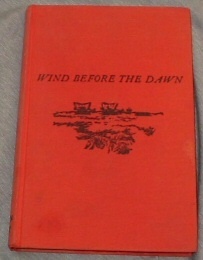 WIND BEFORE THE DAWN